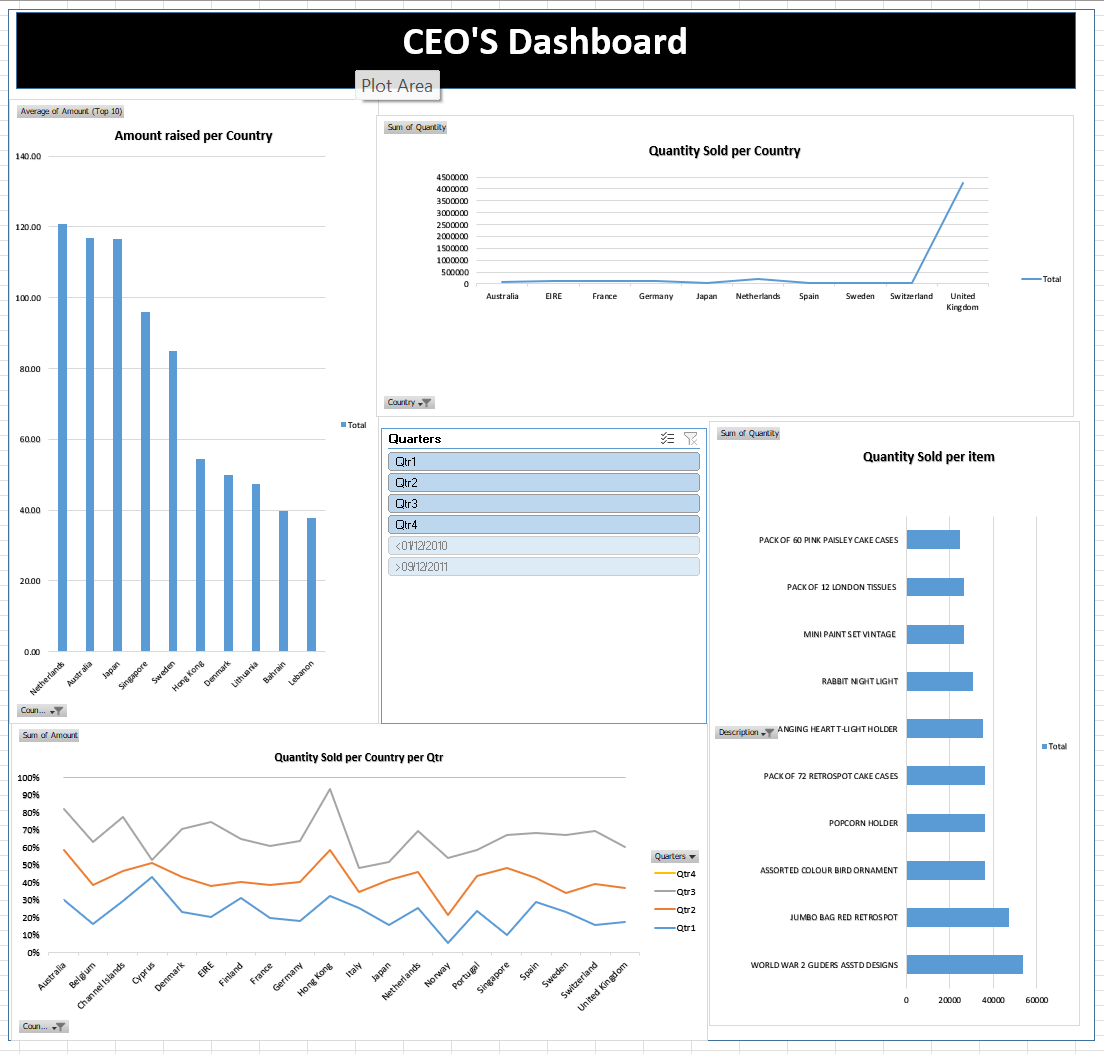 CEO'S Dashboard
Plot Area
Average of Amount (Top 10)
Amount raised per Country
140.00
120.00
100.00
80.00
60.00
40.00
20.00
0.00
Netherlands
Australia
Japan
Singapore
Sweden
Hong Kong
Denmark
Lithuania
Bahrain
Lebanon
Total
Coun...
Sum of Quantity
Quantity Sold per Country
4500000
4000000
3500000
3000000
2500000
2000000
1500000
1000000
500000
0
Australia EIRE France Germany Japan Netherlands Spain Sweden Switzerland United
Kingdom
Total
Country
Quarters
Qtr1
Qtr2
Qtr3
Qtr4
<01/12/2010
>09/12/2011
Sum of Quantity
Quantity Sold per item
PACK OF 60 PINK PAISLEY CAKE CASES
PACK OF 12 LONDON TISSUES
MINI PAINT SET VINTAGE
RABBIT NIGHT LIGHT
Description ANGING HEART T-LIGHT HOLDER
Total
PACK OF 72 RETROSPOT CAKE CASES
POPCORN HOLDER
ASSORTED COLOUR BIRD ORNAMENT
JUMBO BAG RED RETROSPOT
WORLD WAR 2 GLIDERS ASSTD DESIGNS
0 20000 40000 60000
Sum of Amount
Quantity Sold per Country per Qtr
100%
90%
80%
70%
60%
50%
40%
30%
20%
10%
0%
Australia
Belgium
Channel Islands
Cyprus
Denmark
EIRE
Finland
France
Germany
Hong Kong
Italy
Japan
Netherlands
Norway
Portugal
Singapore
Spain
Sweden
Switzerland
United Kingdom
Quarters
Qtr4
Qtr3
Qtr2
Qtr1
Coun...